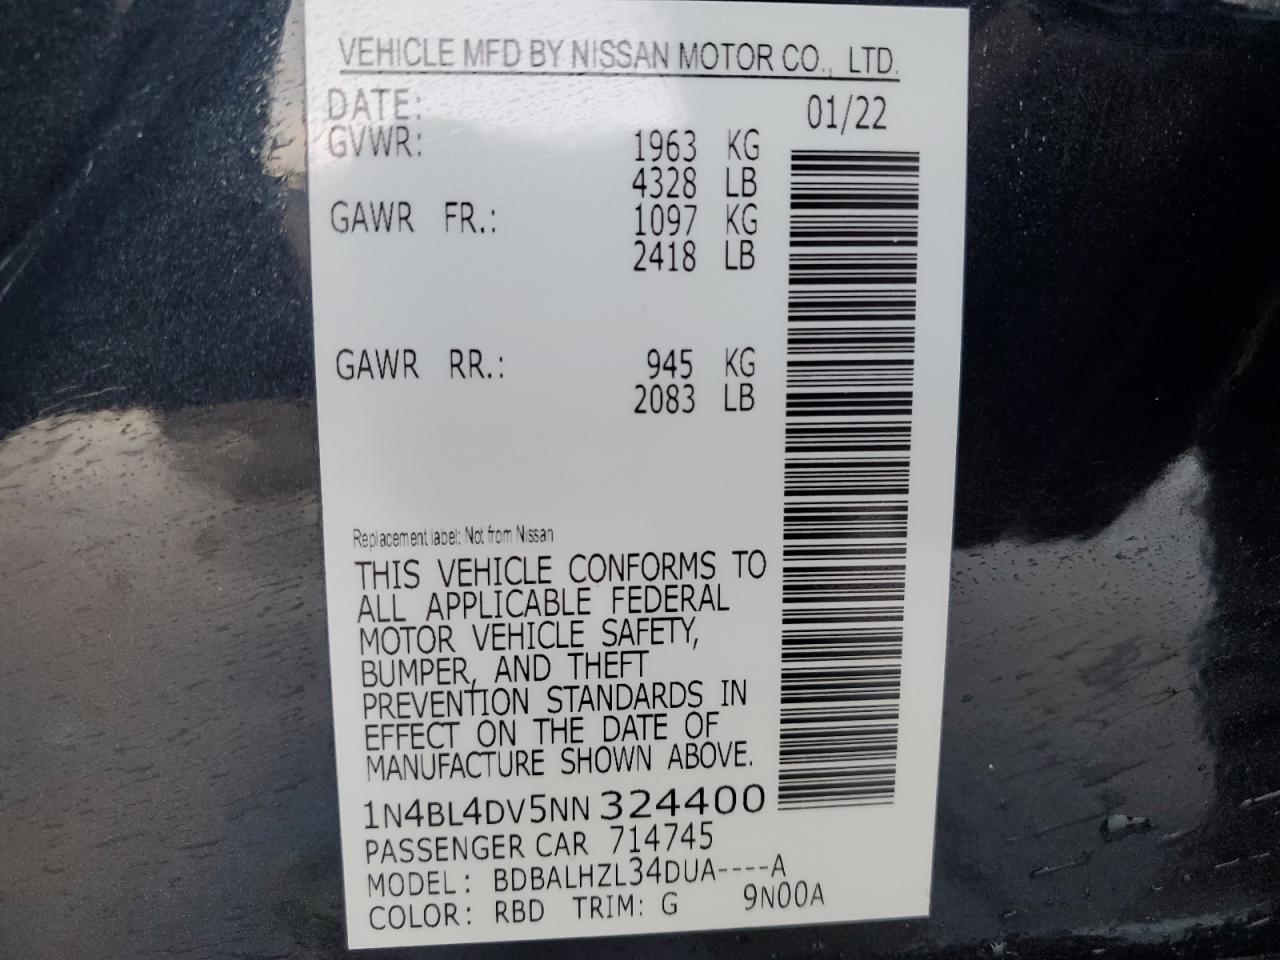 VEHICLE MFD BY NISSAN MOTOR CO., LTD.
DATE: 01/22
GVWR: 1963 KG
4328 LB
GAWR FR.: 1097 KG
2418 LB
GAWR RR.: 945 KG
2083 LB
Replacement label: Not from Nissan
THIS VEHICLE CONFORMS TO
ALL APPLICABLE FEDERAL
MOTOR VEHICLE SAFETY,
BUMPER, AND THEFT
PREVENTION STANDARDS IN
EFFECT ON THE DATE OF
MANUFACTURE SHOWN ABOVE.
1N4BL4DV5NN 324400
PASSENGER CAR 714745
MODEL: BDBALHZL34DUA----A
COLOR: RBD TRIM: G 9N00A